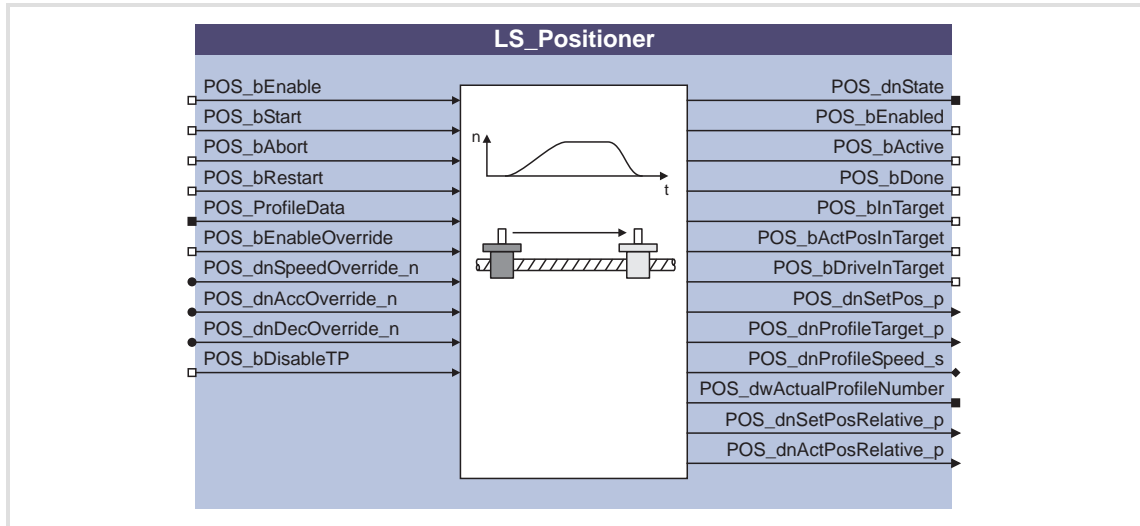 LS_Positioner
POS_bEnable
POS_bStart
POS_bAbort
POS_bRestart
POS_ProfileData
POS_bEnableOverride
POS_dnSpeedOverride_n
POS_dnAccOverride_n
POS_dnDecOverride_n
POS_bDisableTP
n
t
POS_dnState
POS_bEnabled
POS_bActive
POS_bDone
POS_bInTarget
POS_bActPosInTarget
POS_bDriveInTarget
POS_dnSetPos_p
POS_dnProfileTarget_p
POS_dnProfileSpeed_s
POS_dwActualProfileNumber
POS_dnSetPosRelative_p
POS_dnActPosRelative_p